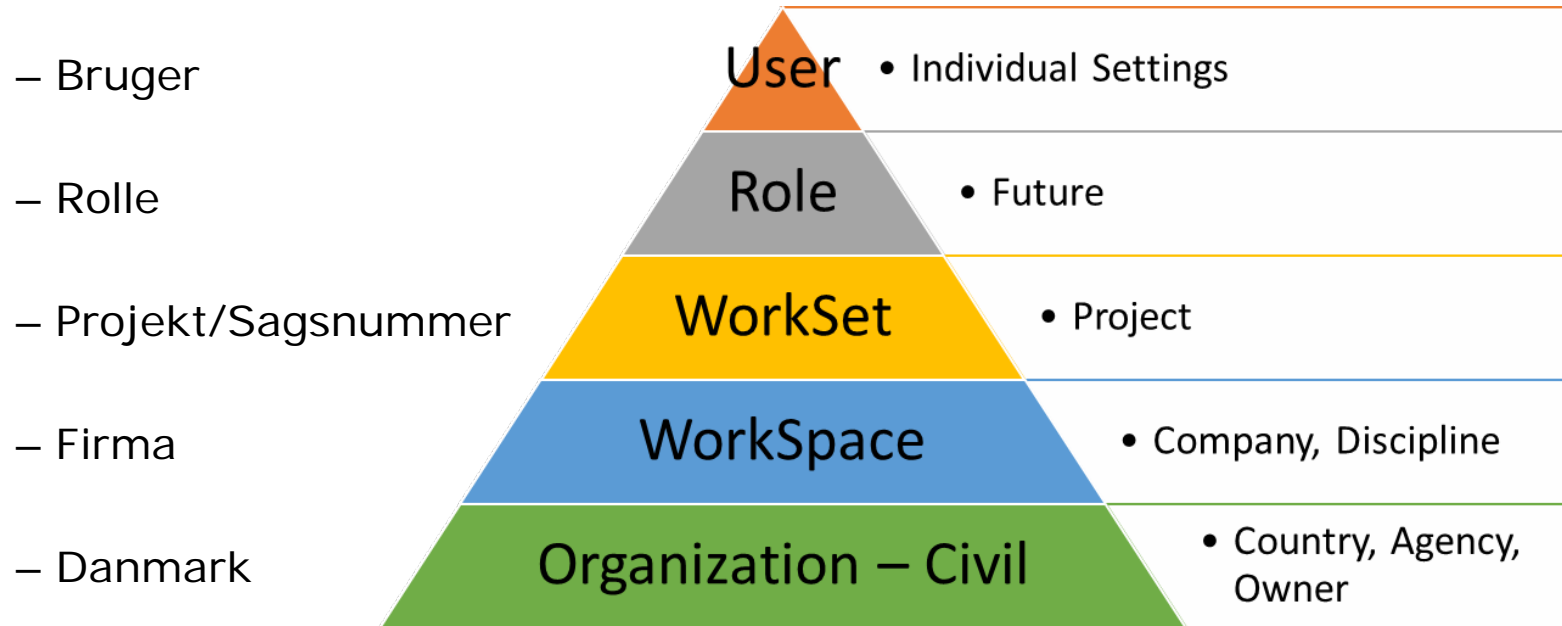 – Bruger
User
• Individual Settings
– Rolle
Role
• Future
– Projekt/Sagsnummer
WorkSet
• Project
– Firma
WorkSpace
• Company, Discipline
– Danmark
Organization – Civil
• Country, Agency,
Owner